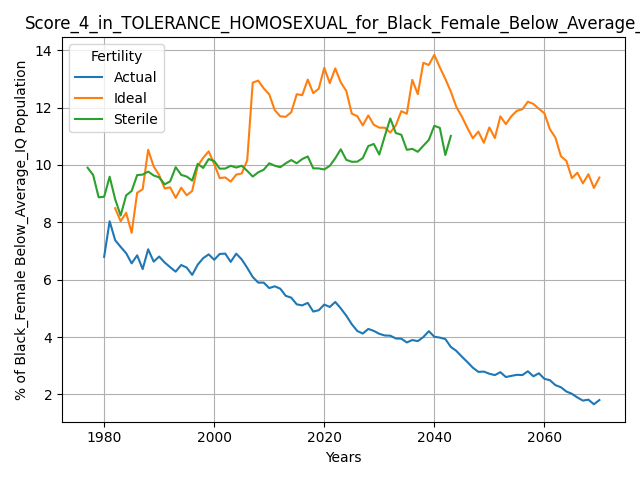 Score_4_in_TOLERANCE_HOMOSEXUAL_for_Black_Female_Below_Average_
Fertility
Actual
Ideal
Sterile
% of Black_Female Below_Average_IQ Population
14
12
10
8
6
4
2
1980 2000 2020 2040 2060
Years